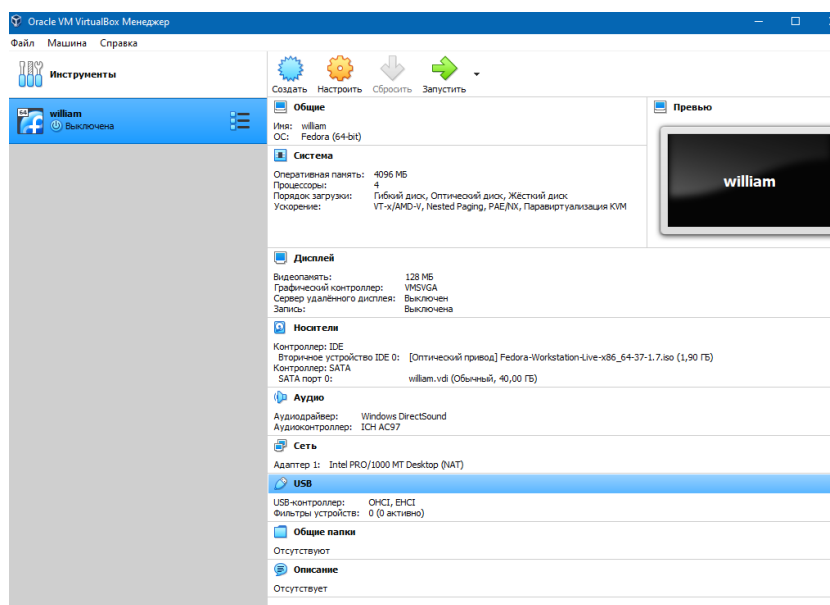 Oracle VM VirtualBox Менеджер
Файл Машина Справка
Инструменты
64
william
Выключена
Создать Настроить Сбросить Запустить
Общие
Имя: william
ОС: Fedora (64-bit)
Превью
william
Система
Оперативная память: 4096 МБ
Процессоры: 4
Порядок загрузки: Гибкий диск, Оптический диск, Жёсткий диск
Ускорение: VT-x/AMD-V, Nested Paging, PAE/NX, Паравиртуализация KVM
Дисплей
Видеопамять: 128 МБ
Графический контроллер: VMSVGA
Сервер удалённого дисплея: Выключен
Запись: Выключена
Носители
Контроллер: IDE
Вторичное устройство IDE 0: [Оптический привод] Fedora-Workstation-Live-x86_64-37-1.7.iso (1,90 ГБ)
Контроллер: SATA
SATA порт 0: william.vdi (Обычный, 40,00 ГБ)
Аудио
Аудиодрайвер: Windows DirectSound
Аудиоконтроллер: ICH AC97
Сеть
Адаптер 1: Intel PRO/1000 MT Desktop (NAT)
USB
USB-контроллер: OHCI, EHCI
Фильтры устройств: 0 (0 активно)
Общие папки
Отсутствуют
Описание
Отсутствует